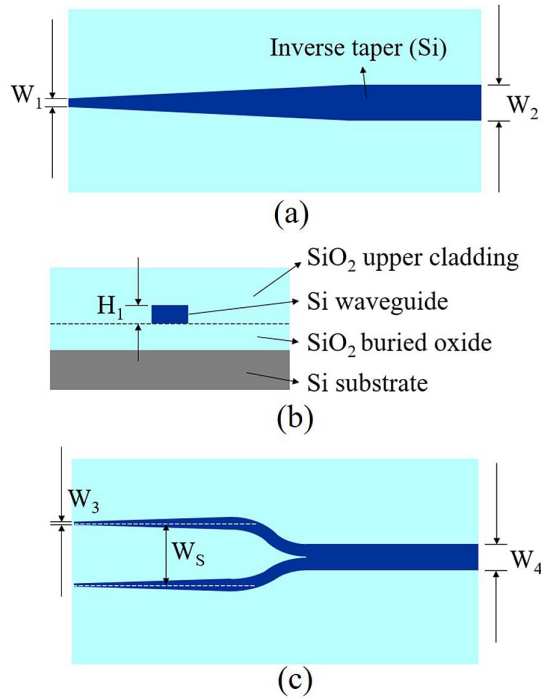 Inverse taper (Si)
W1
W2
(a)
SiO2 upper cladding
H1
Si waveguide
SiO2 buried oxide
Si substrate
(b)
W3
WS
W4
(c)